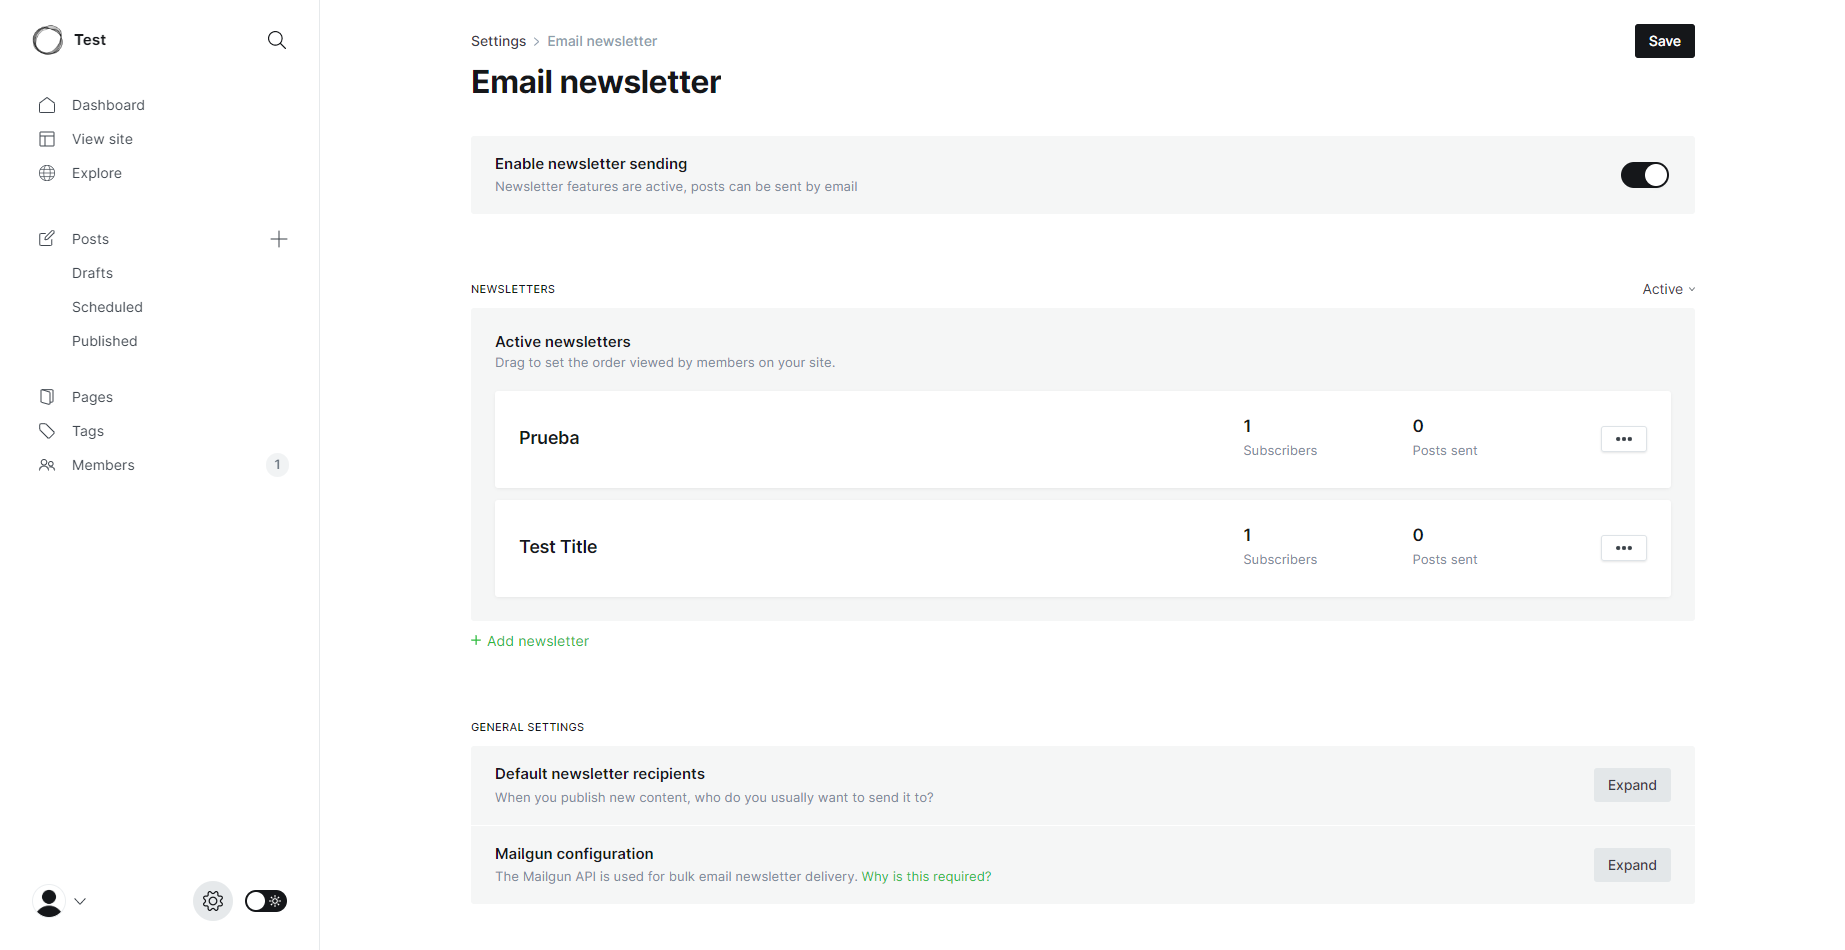 Test
Dashboard
View site
Explore
Posts
Drafts
Scheduled
Published
Pages
Tags
Members
1
Settings > Email newsletter
Save
Email newsletter
Enable newsletter sending
Newsletter features are active, posts can be sent by email
NEWSLETTERS
Active
Active newsletters
Drag to set the order viewed by members on your site.
Prueba
1
Subscribers
0
Posts sent
Test Title
1
Subscribers
0
Posts sent
+ Add newsletter
GENERAL SETTINGS
Default newsletter recipients
When you publish new content, who do you usually want to send it to?
Expand
Mailgun configuration
The Mailgun API is used for bulk email newsletter delivery. Why is this required?
Expand